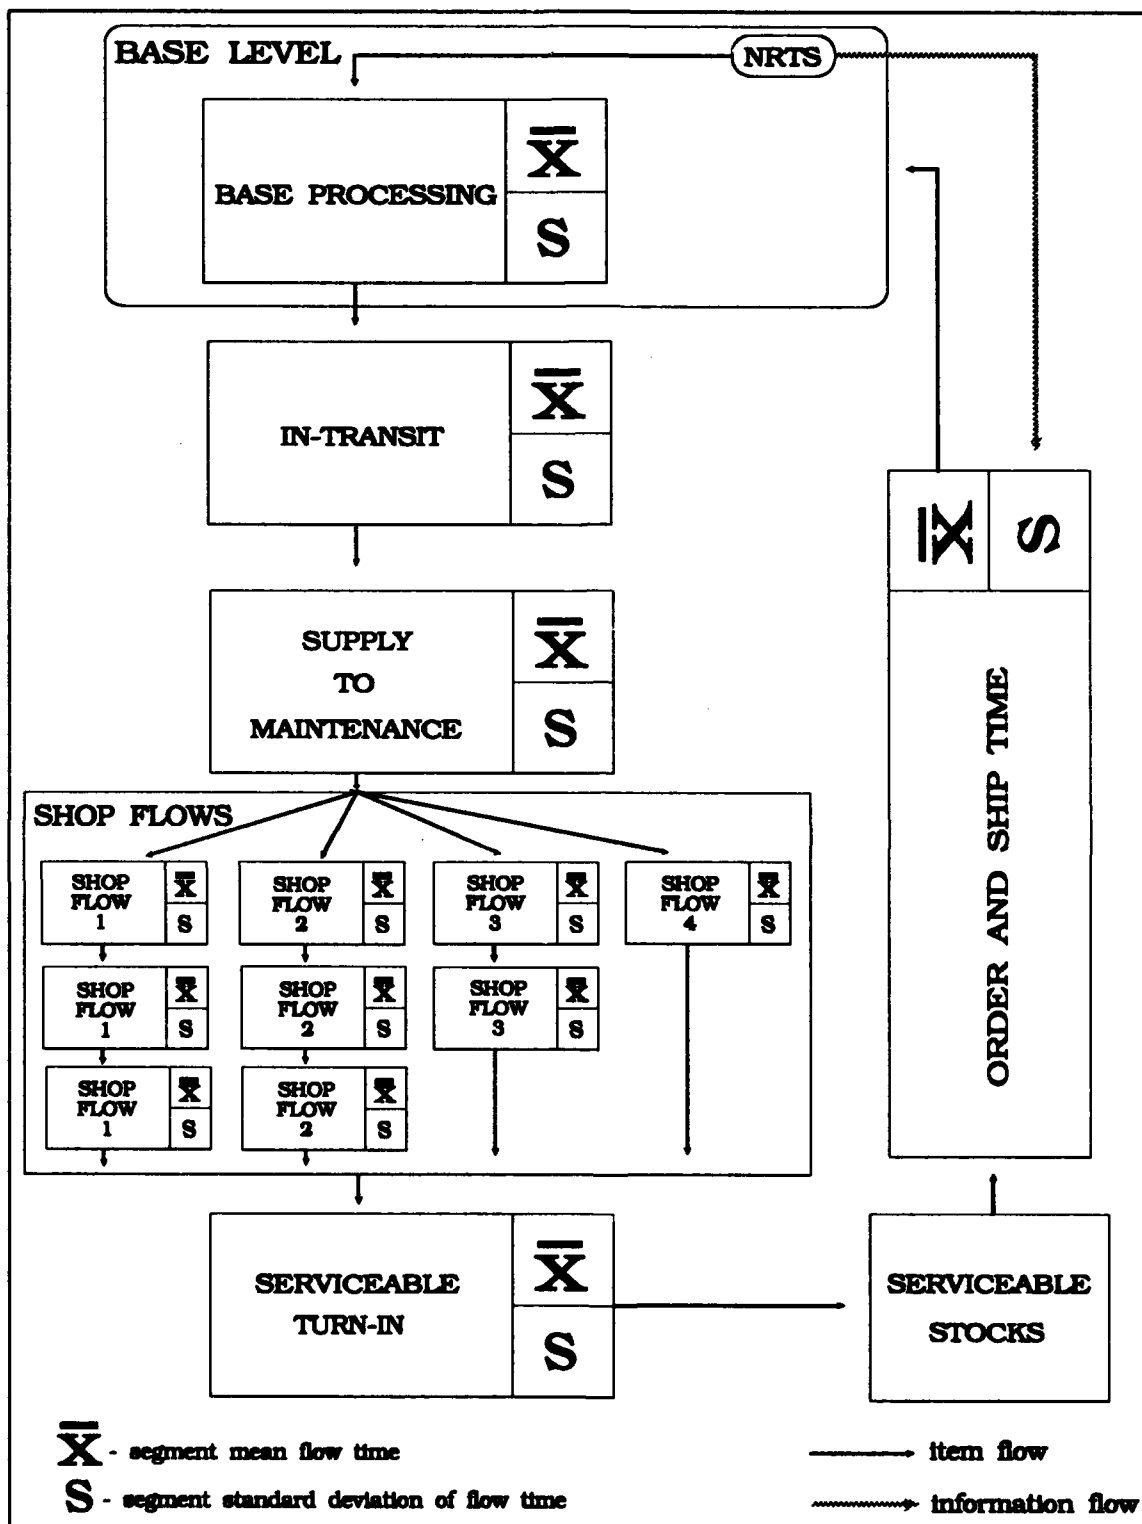 BASE LEVEL
NRTS
BASE PROCESSING
X̄
S
IN-TRANSIT
X̄
S
SUPPLY
TO
MAINTENANCE
X̄
S
X̄
S
ORDER AND SHIP TIME
SHOP FLOWS
SHOP
FLOW
1
X̄
S
SHOP
FLOW
2
X̄
S
SHOP
FLOW
3
X̄
S
SHOP
FLOW
4
X̄
S
SHOP
FLOW
1
X̄
S
SHOP
FLOW
2
X̄
S
SHOP
FLOW
3
X̄
S
SHOP
FLOW
1
X̄
S
SHOP
FLOW
2
X̄
S
SERVICEABLE
TURN-IN
X̄
S
SERVICEABLE
STOCKS
X̄ - segment mean flow time
S - segment standard deviation of flow time
item flow
information flow